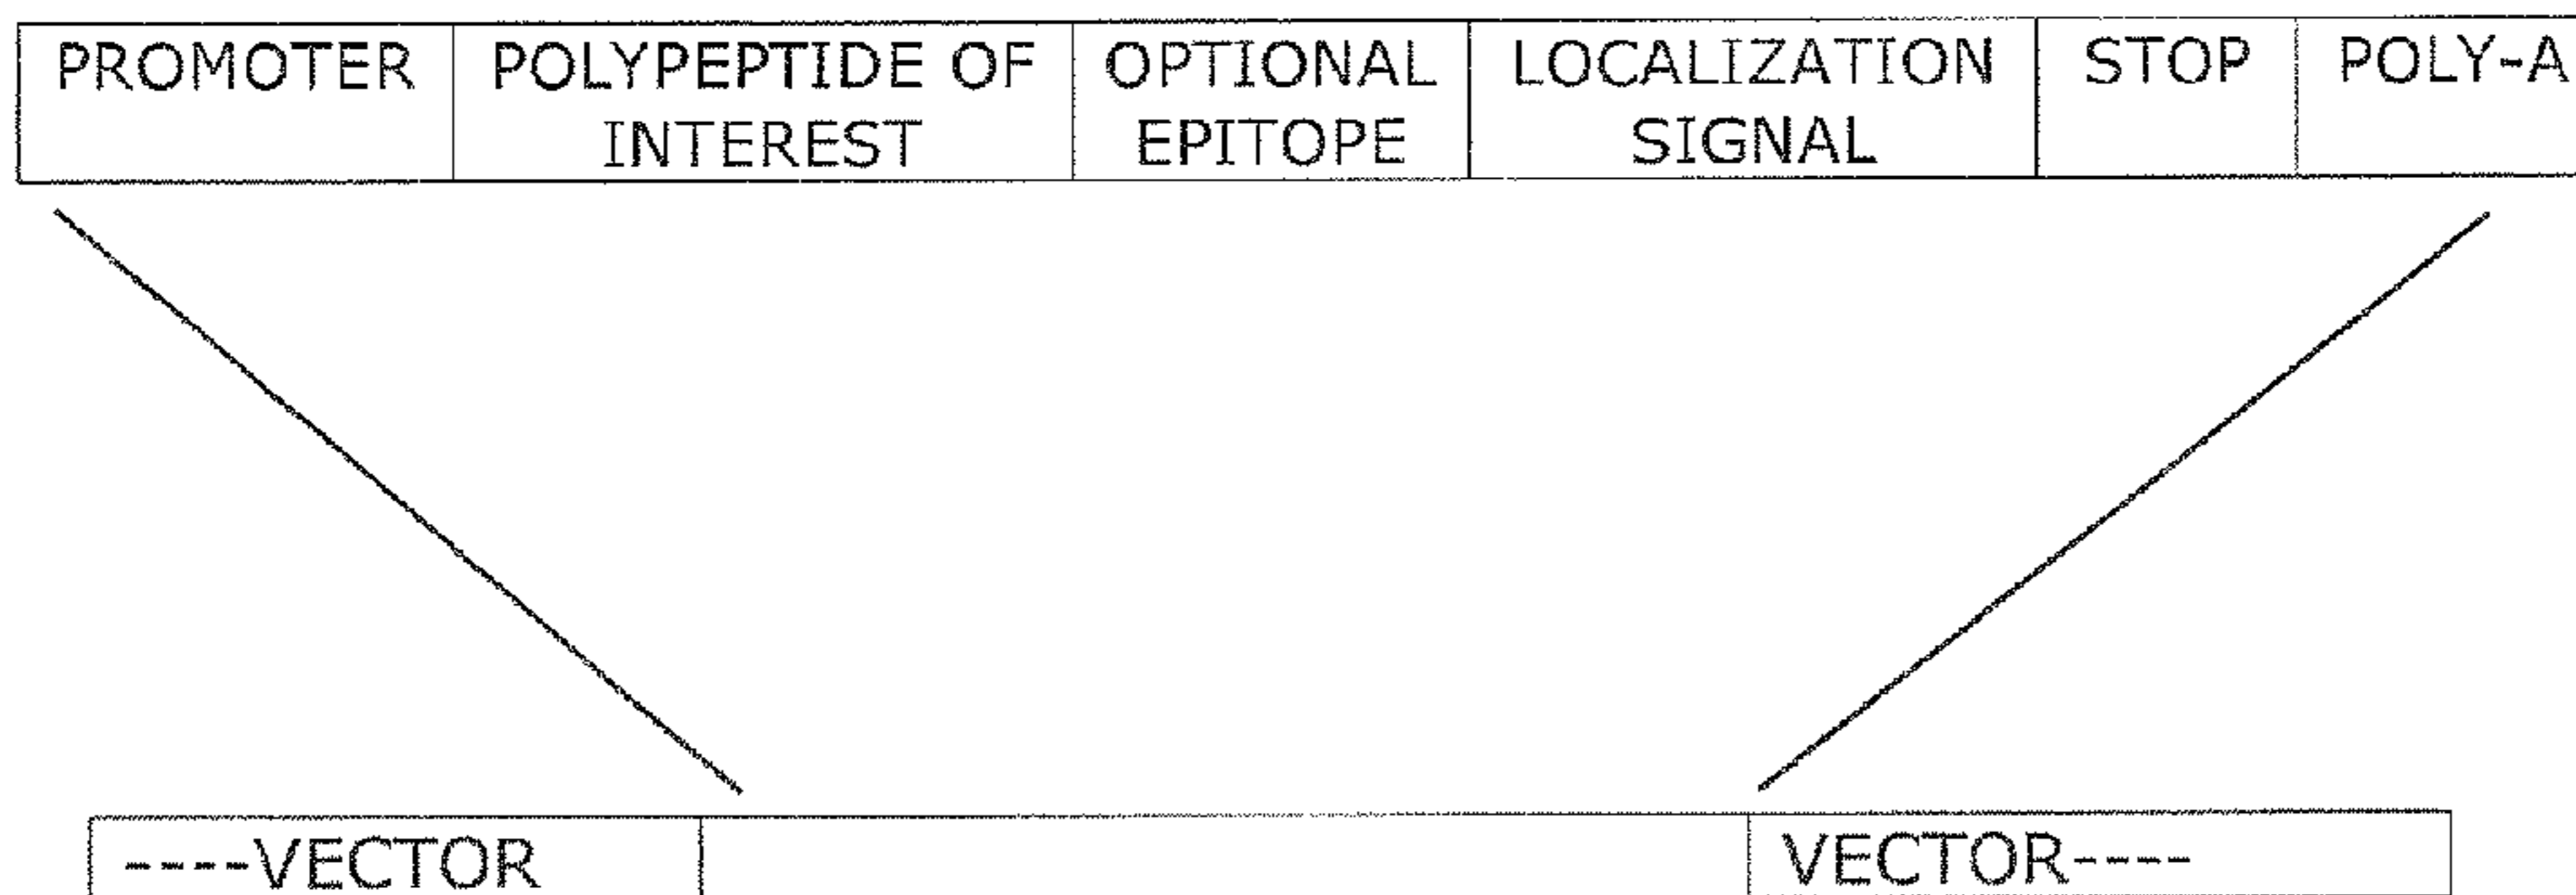 PROMOTER POLYPEPTIDE OF OPTIONAL LOCALIZATION STOP POLY-A
INTEREST EPITOPE SIGNAL
----VECTOR VECTOR----